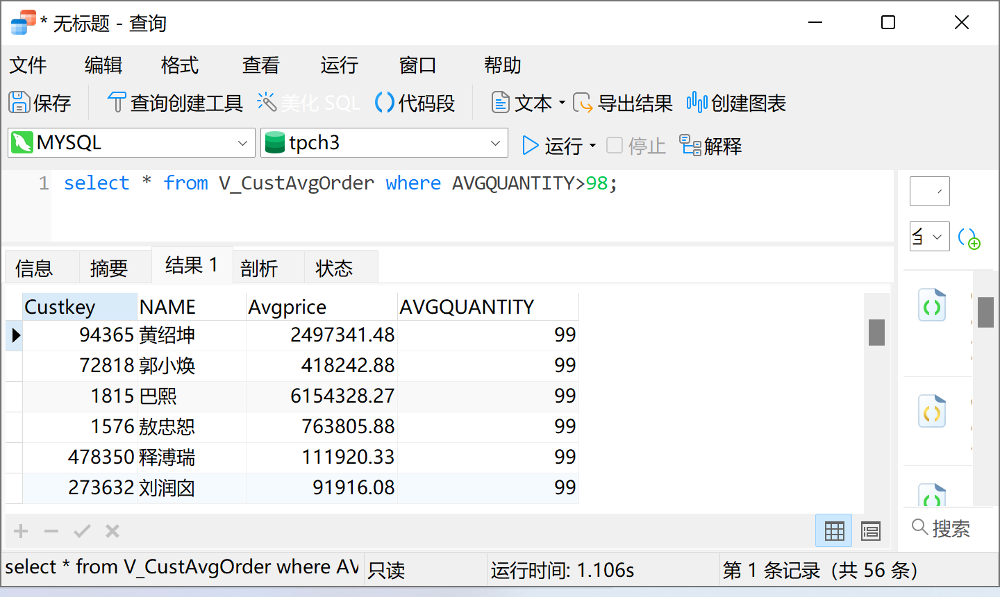 * 无标题 - 查询
文件 编辑 格式 查看 运行 窗口 帮助
保存 查询创建工具 美化 SQL 代码段 文本 导出结果 创建图表
MYSQL tpch3 运行 停止 解释
1 select * from V_CustAvgOrder where AVGQUANTITY>98;
信息 摘要 结果 1 剖析 状态
Custkey NAME Avgprice AVGQUANTITY
94365 黄绍坤 2497341.48 99
72818 郭小焕 418242.88 99
1815 巴熙 6154328.27 99
1576 敖忠恕 763805.88 99
478350 释溥瑞 111920.33 99
273632 刘润囡 91916.08 99
搜索
select * from V_CustAvgOrder where AV 只读 运行时间: 1.106s 第 1 条记录 (共 56 条)